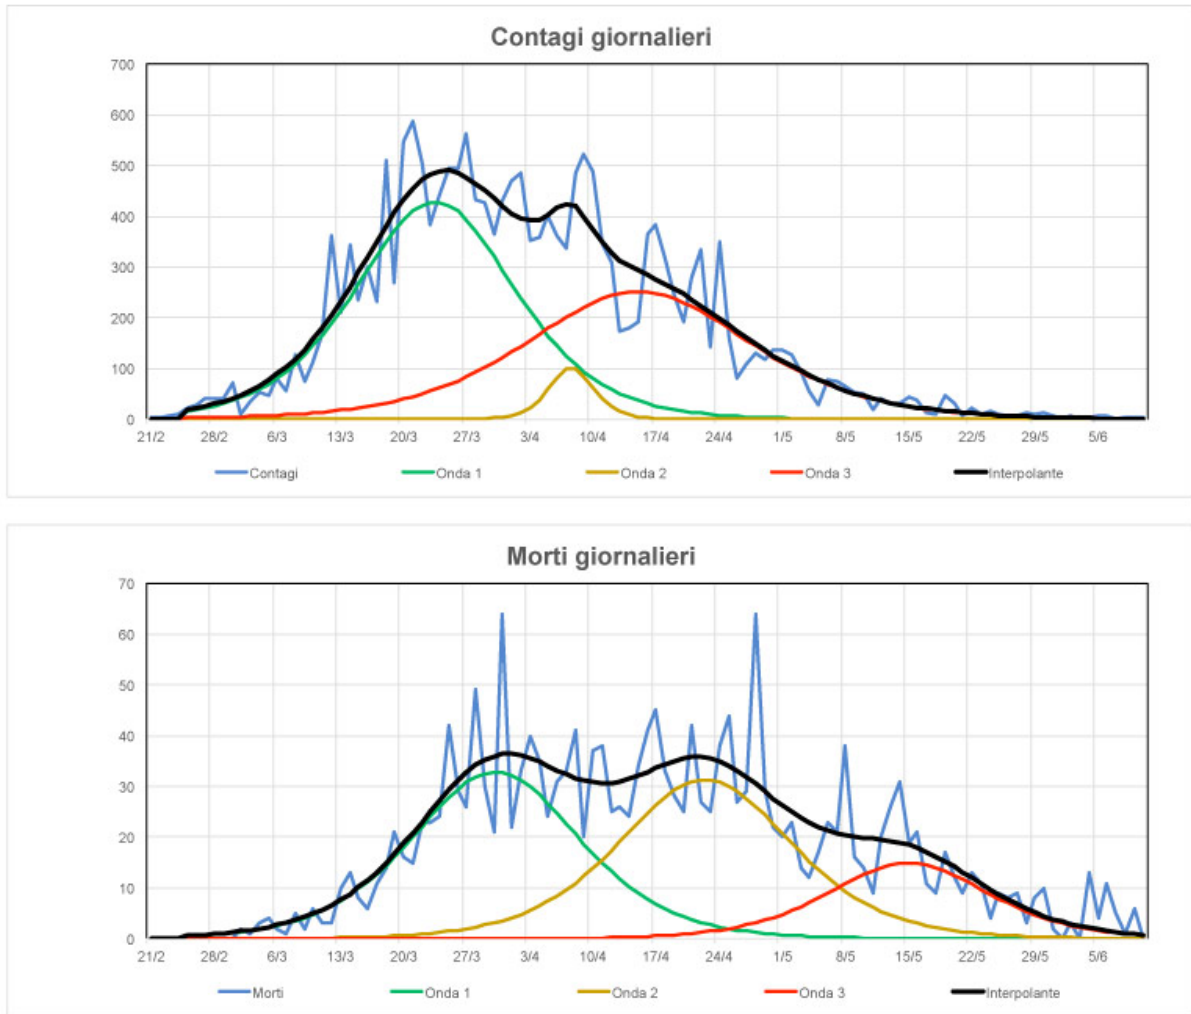 Contagi giornalieri
700
600
500
400
300
200
100
0
21/2 28/2 6/3 13/3 20/3 27/3 3/4 10/4 17/4 24/4 1/5 8/5 15/5 22/5 29/5 5/6
Contagi Onda 1 Onda 2 Onda 3 Interpolante
Morti giornalieri
70
60
50
40
30
20
10
0
21/2 28/2 6/3 13/3 20/3 27/3 3/4 10/4 17/4 24/4 1/5 8/5 15/5 22/5 29/5 5/6
Morti Onda 1 Onda 2 Onda 3 Interpolante